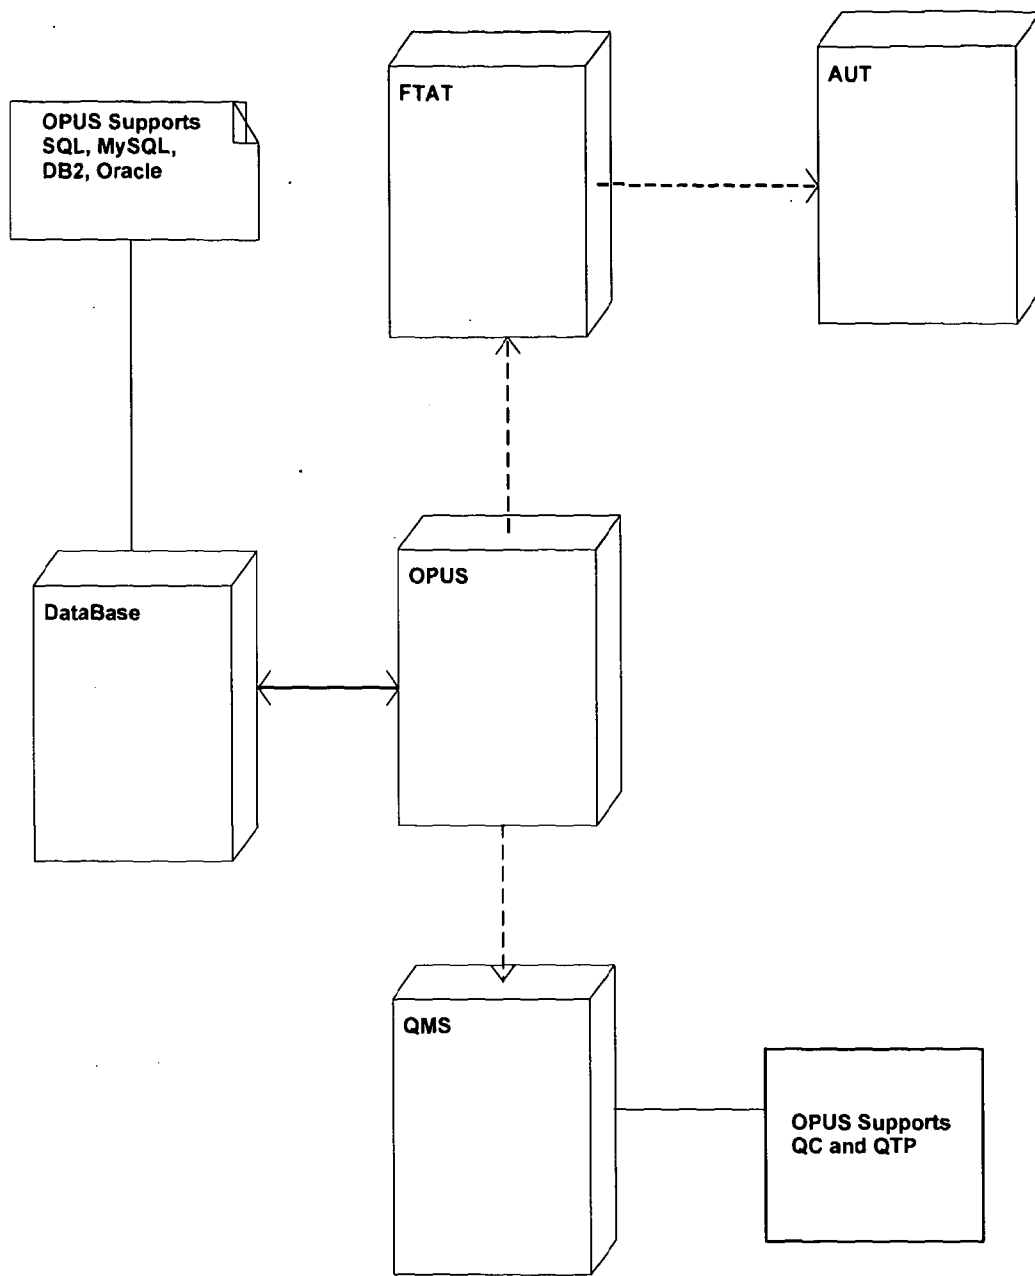 FTAT
AUT
OPUS Supports
SQL, MySQL,
DB2, Oracle
OPUS
DataBase
QMS
OPUS Supports
QC and QTP